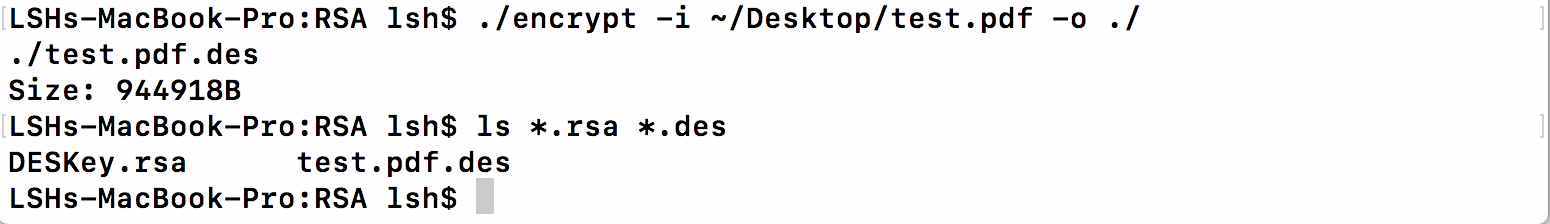 [LSHs-MacBook-Pro:RSA lsh$ ./encrypt -i ~/Desktop/test.pdf -o ./ ]
./test.pdf.des
Size: 944918B
[LSHs-MacBook-Pro:RSA lsh$ ls *.rsa *.des ]
DESKey.rsa      test.pdf.des
LSHs-MacBook-Pro:RSA lsh$